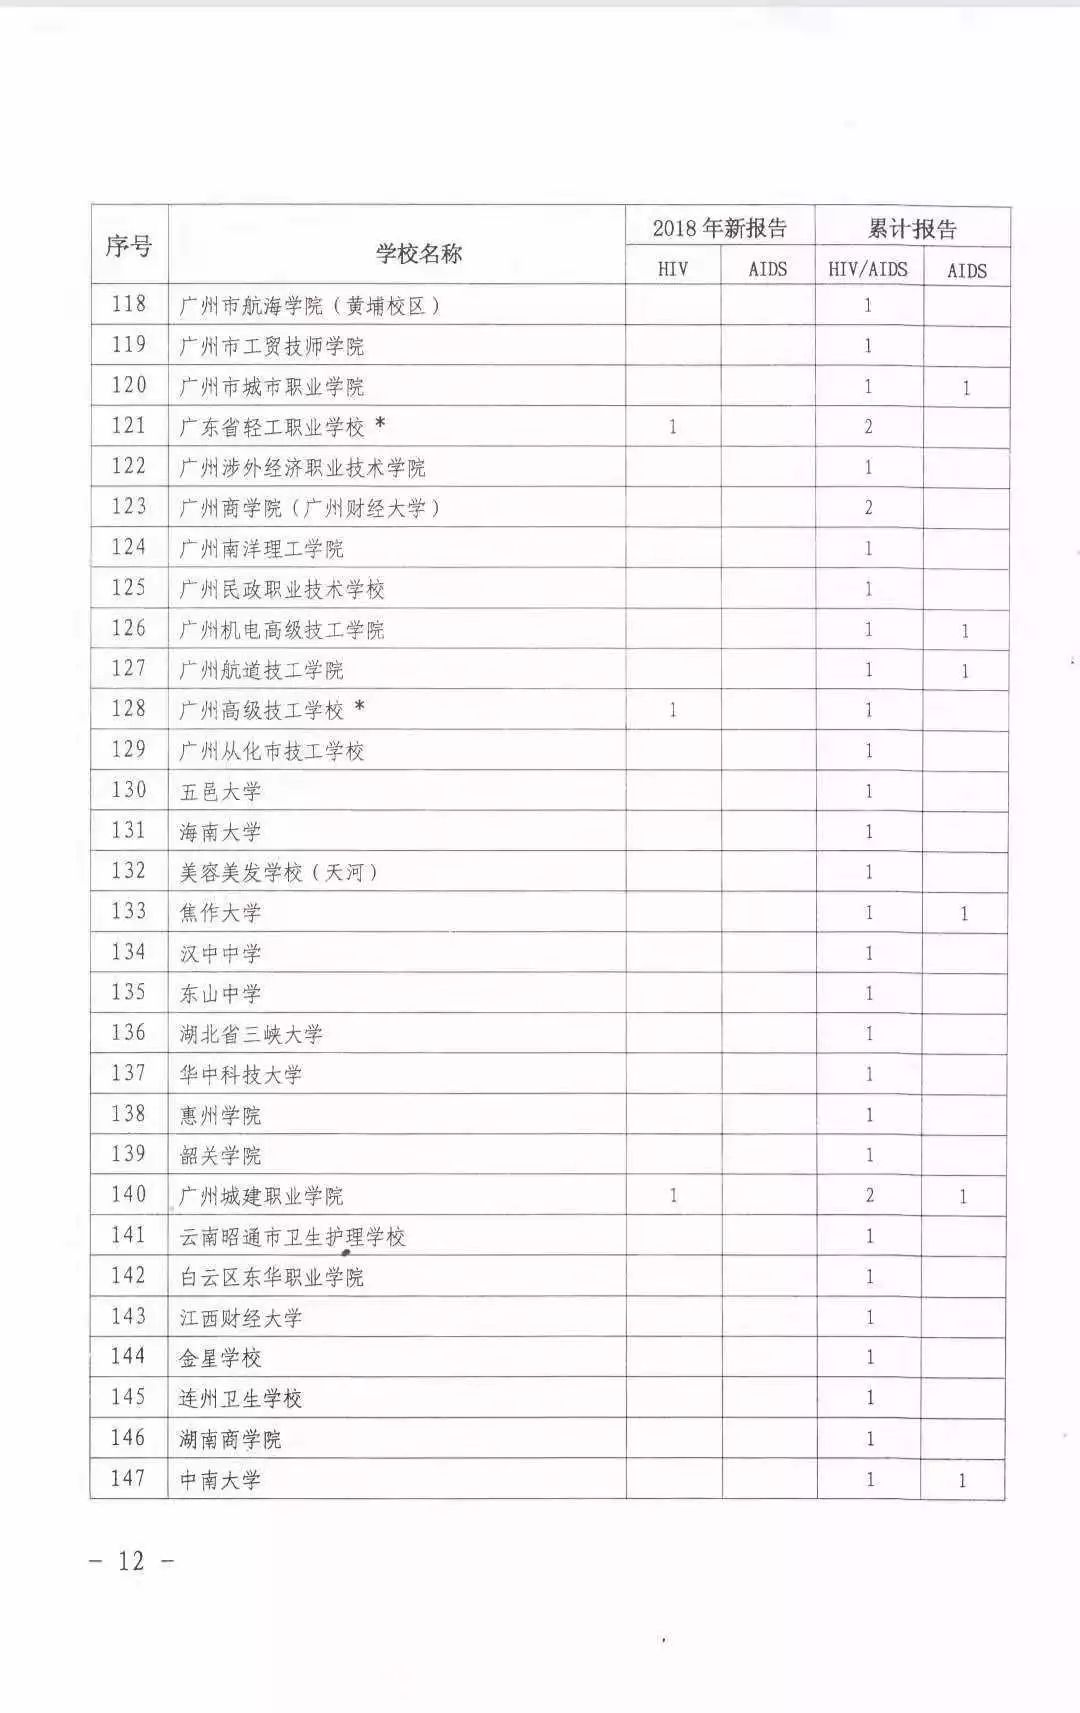 序号 学校名称 2018年新报告 累计报告
HIV AIDS HIV/AIDS AIDS
118 广州市航海学院（黄埔校区） 1
119 广州市工贸技师学院 1
120 广州市城市职业学院 1 1
121 广东省轻工职业学校 * 1 2
122 广州涉外经济职业技术学院 1
123 广州商学院（广州财经大学） 2
124 广州南洋理工学院 1
125 广州民政职业技术学校 1
126 广州机电高级技工学院 1 1
127 广州航道技工学院 1 1
128 广州高级技工学校 * 1 1
129 广州从化市技工学校 1
130 五邑大学 1
131 海南大学 1
132 美容美发学校（天河） 1
133 焦作大学 1 1
134 汉中中学 1
135 东山中学 1
136 湖北省三峡大学 1
137 华中科技大学 1
138 惠州学院 1
139 韶关学院 1
140 广州城建职业学院 1 2 1
141 云南昭通市卫生护理学校 1
142 白云区东华职业学院 1
143 江西财经大学 1
144 金星学校 1
145 连州卫生学校 1
146 湖南商学院 1
147 中南大学 1 1
- 12 -